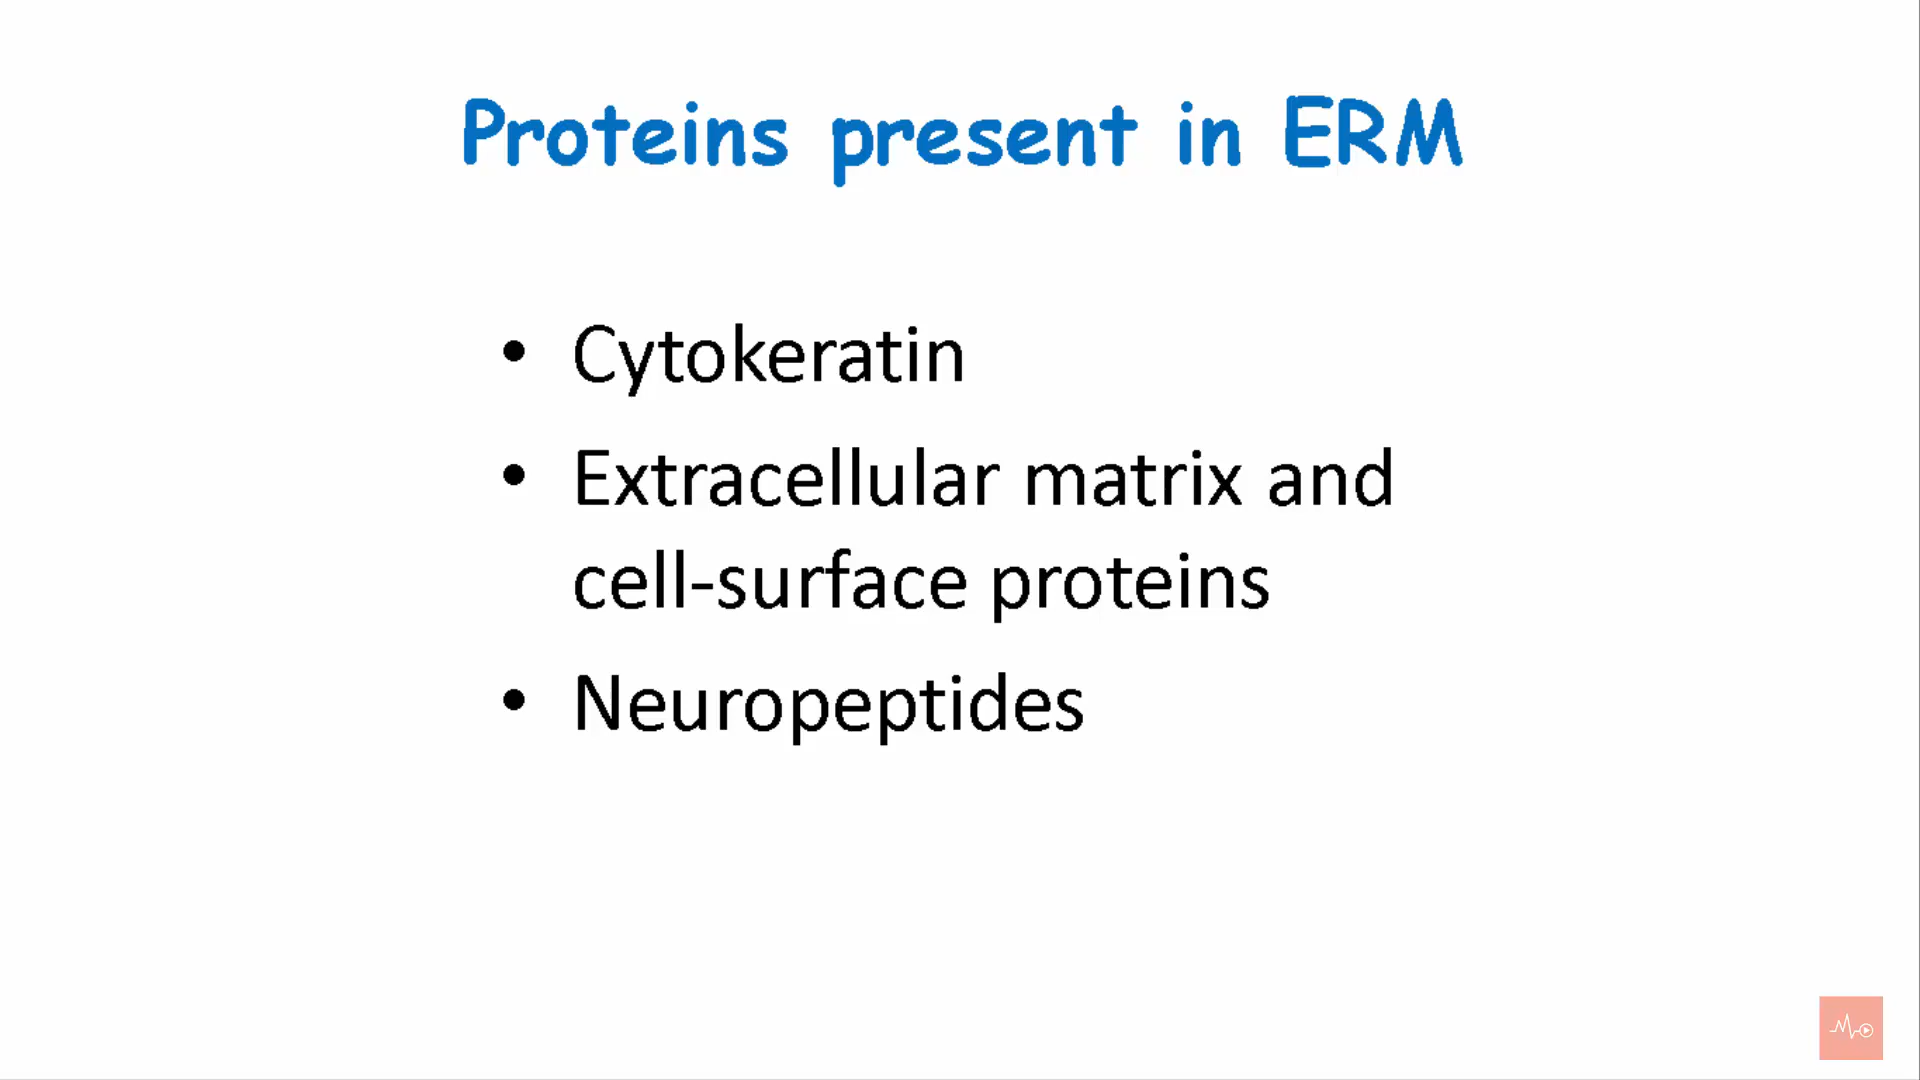 Proteins present in ERM
• Cytokeratin
• Extracellular matrix and
cell-surface proteins
• Neuropeptides